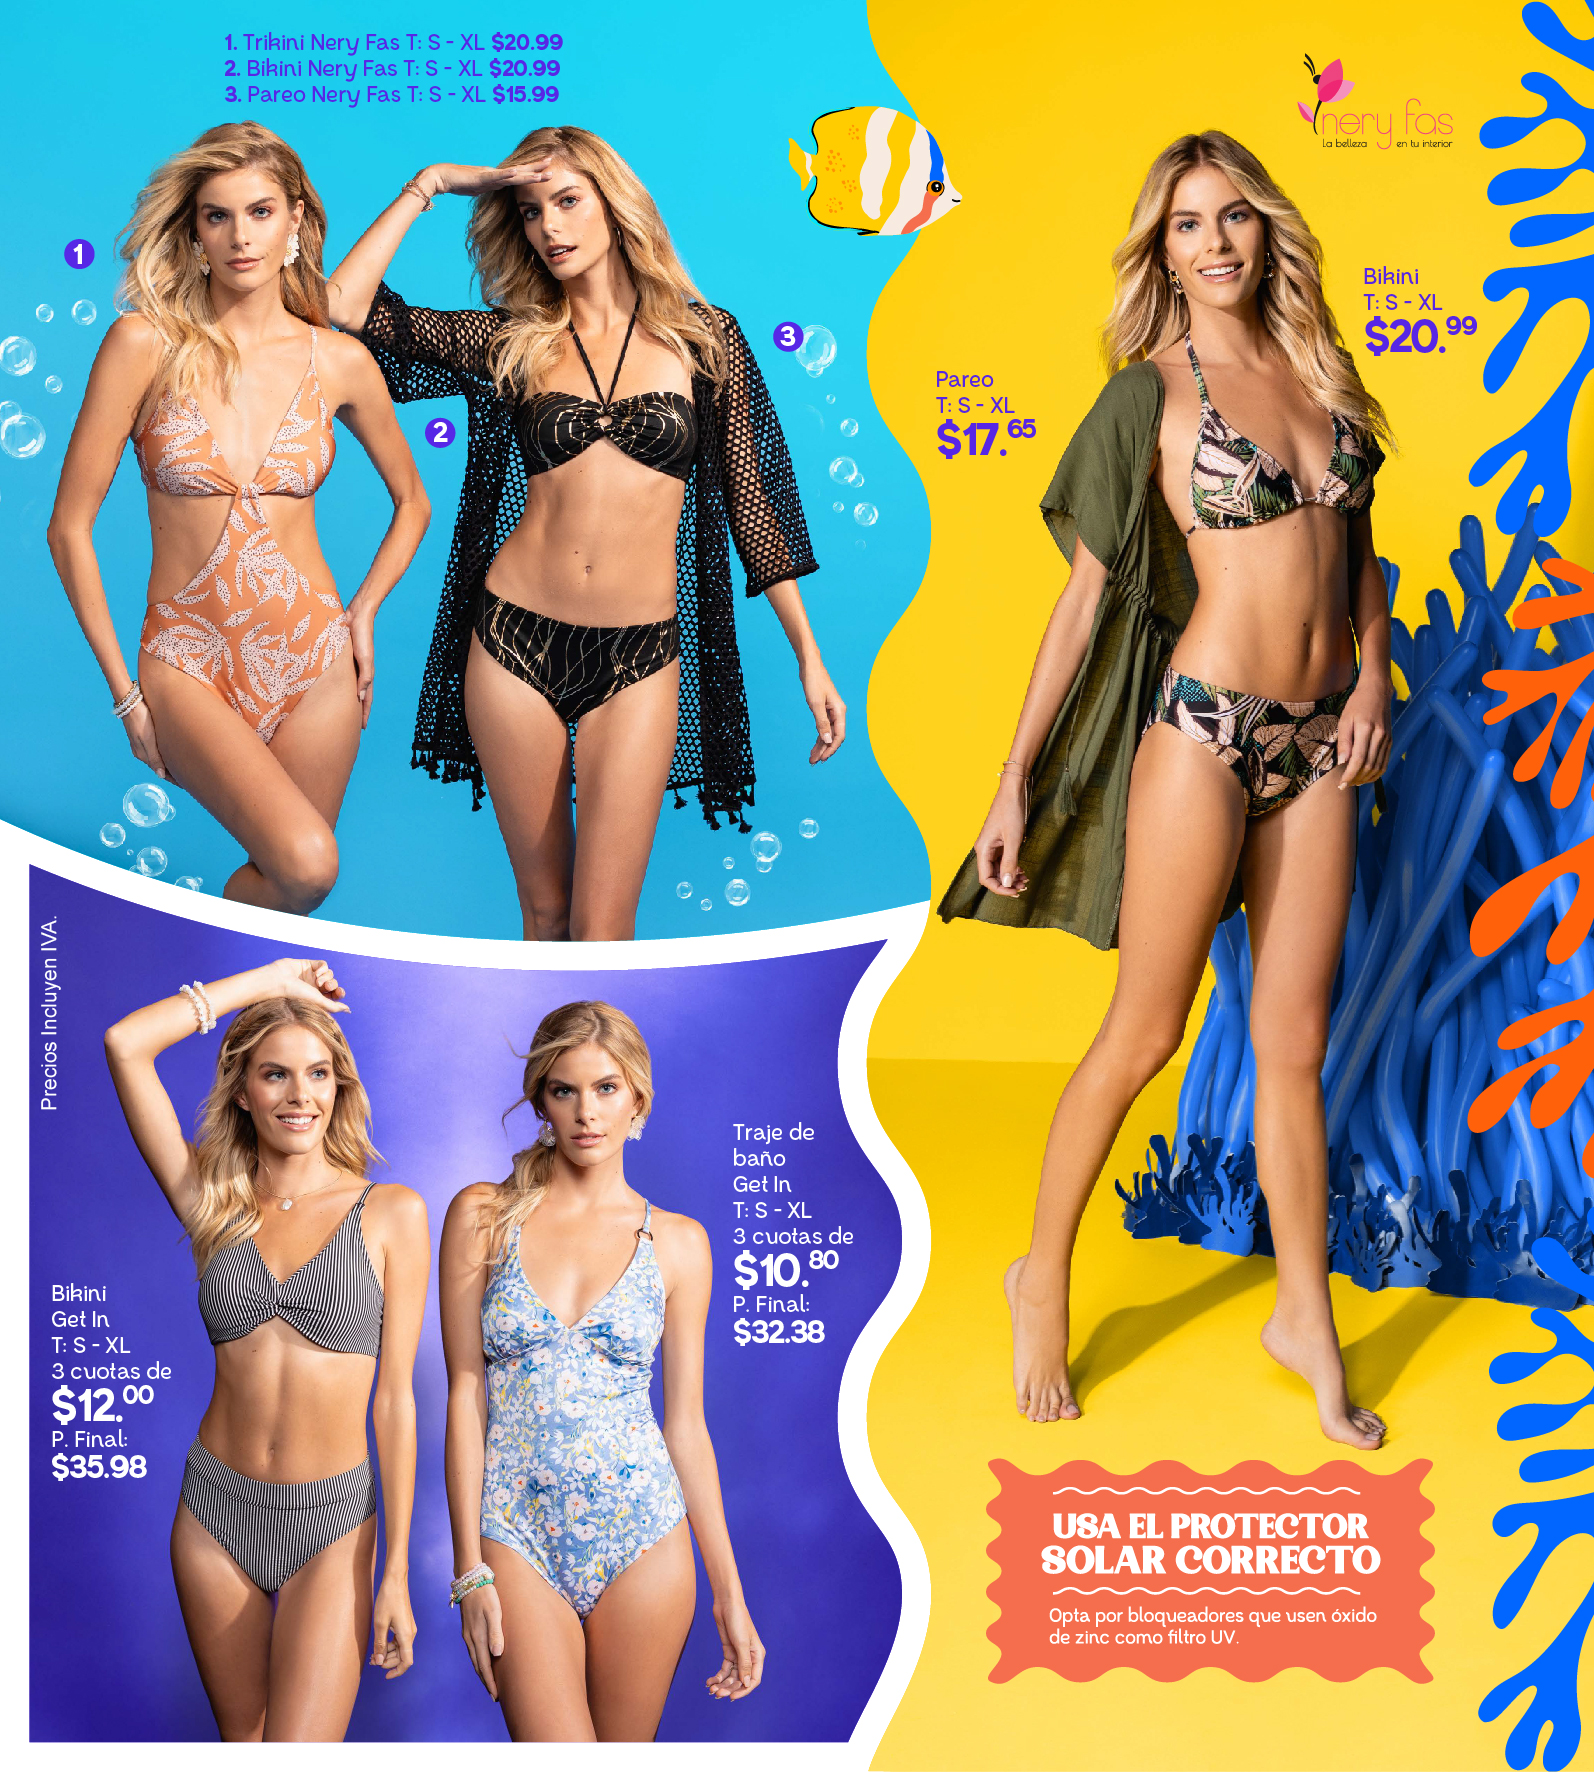 1. Trikini Nery Fas T: S - XL $20.99
2. Bikini Nery Fas T: S - XL $20.99
3. Pareo Nery Fas T: S - XL $15.99
1
2
3
nery fas
La belleza en tu interior
Bikini
T: S - XL
$20.99
Pareo
T: S - XL
$17.65
Precios Incluyen IVA.
Traje de
baño
Get In
T: S - XL
3 cuotas de
$10.80
P. Final:
$32.38
Bikini
Get In
T: S - XL
3 cuotas de
$12.00
P. Final:
$35.98
USA EL PROTECTOR
SOLAR CORRECTO
Opta por bloqueadores que usen óxido
de zinc como filtro UV.